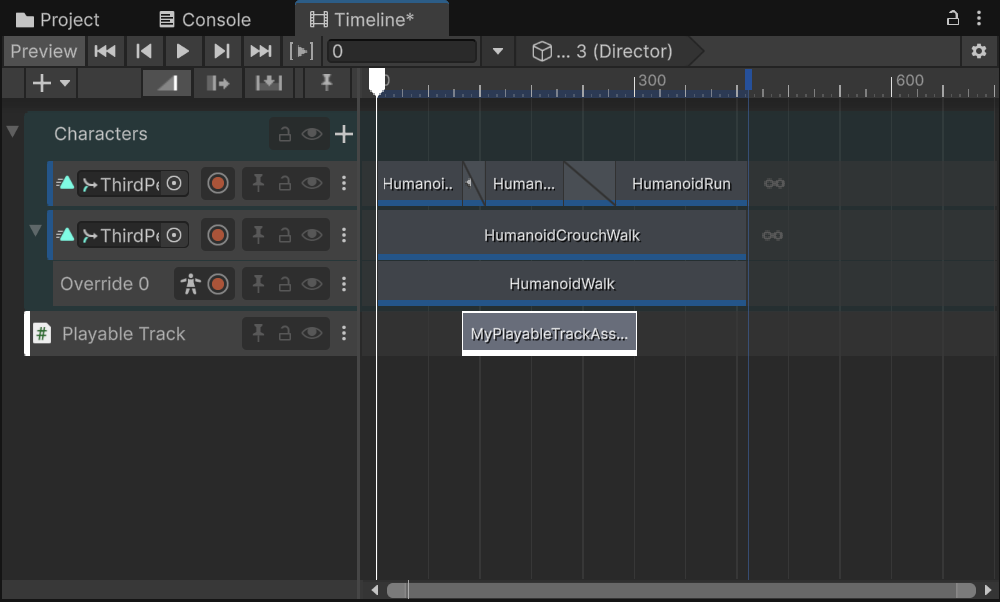 Project Console Timeline*
Preview 0 ... 3 (Director)
0 300 600
Characters
ThirdPe Humanoi.. Human... HumanoidRun
ThirdPe HumanoidCrouchWalk
Override 0 HumanoidWalk
# Playable Track MyPlayableTrackAss...